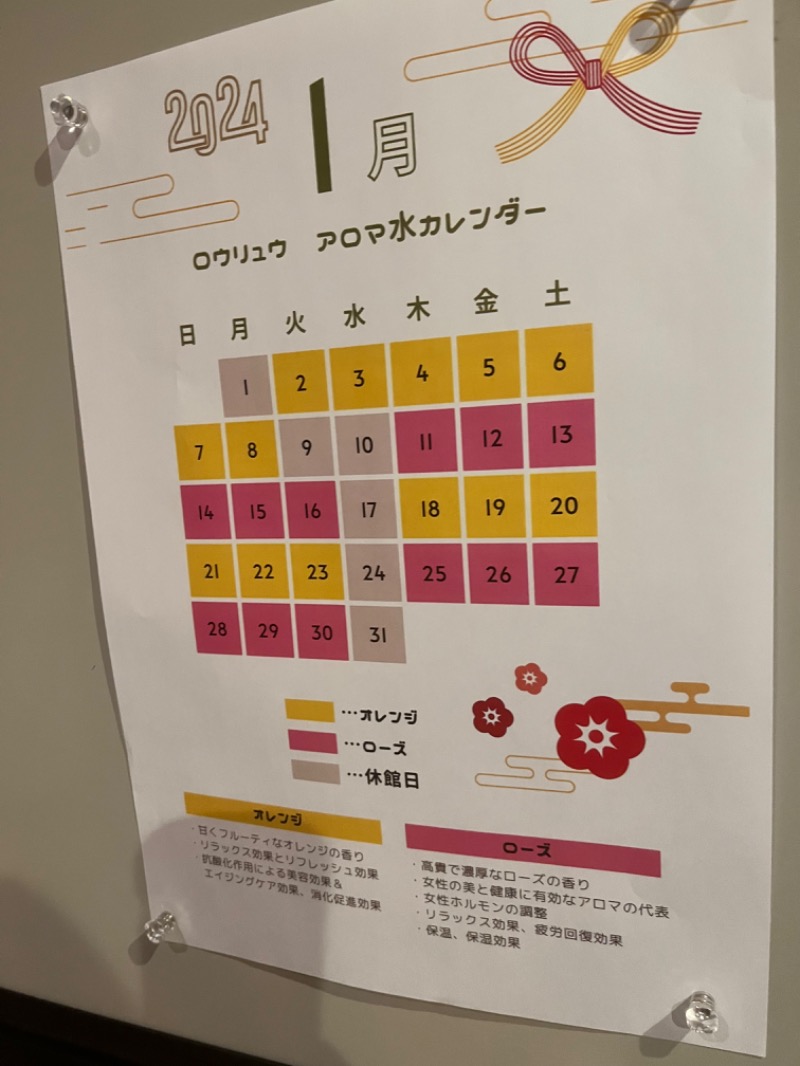 2024 1月
ロウリュウ アロマ水カレンダー
日 月 火 水 木 金 土
1 2 3 4 5 6
7 8 9 10 11 12 13
14 15 16 17 18 19 20
21 22 23 24 25 26 27
28 29 30 31
…オレンジ
…ローズ
…休館日
オレンジ
・甘くフルーティなオレンジの香り
・リラックス効果とリフレッシュ効果
・抗酸化作用による美容効果&
エイジングケア効果、消化促進効果
ローズ
・高貴で濃厚なローズの香り
・女性の美と健康に有効なアロマの代表
・女性ホルモンの調整
・リラックス効果、疲労回復効果
・保温、保湿効果